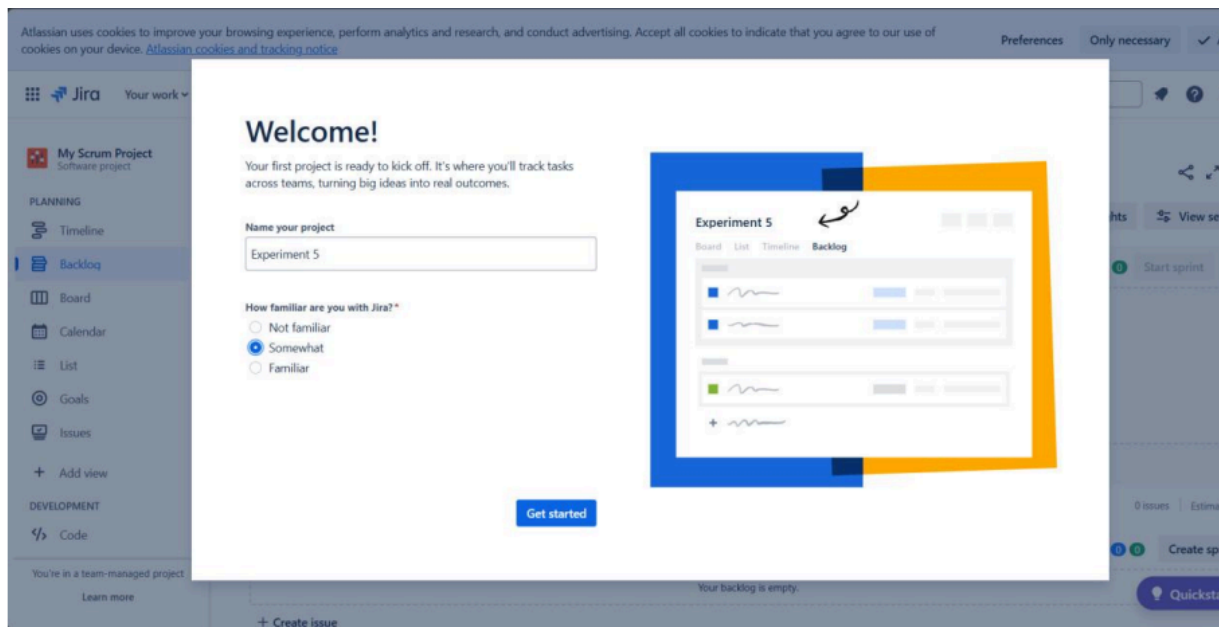 Atlassian uses cookies to improve your browsing experience, perform analytics and research, and conduct advertising. Accept all cookies to indicate that you agree to our use of
cookies on your device. Atlassian cookies and tracking notice
Preferences
Only necessary
Jira
Your work
My Scrum Project
Software project
PLANNING
Timeline
Backlog
Board
Calendar
List
Goals
Issues
Add view
DEVELOPMENT
Code
You're in a team-managed project
Learn more
Welcome!
Your first project is ready to kick off. It's where you'll track tasks
across teams, turning big ideas into real outcomes.
Name your project
Experiment 5
How familiar are you with Jira?*
Not familiar
Somewhat
Familiar
Get started
Experiment 5
Board List Timeline Backlog
View se
0 Start sprint
0 issues Estima
0 0 Create sp
Your backlog is empty.
Quicksta
+ Create issue